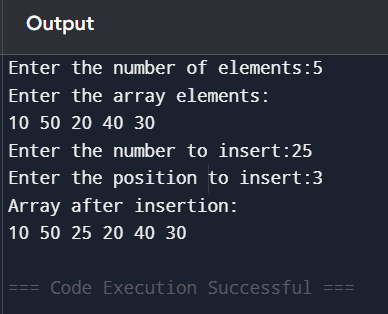 Output
Enter the number of elements:5
Enter the array elements:
10 50 20 40 30
Enter the number to insert:25
Enter the position to insert:3
Array after insertion:
10 50 25 20 40 30
=== Code Execution Successful ===